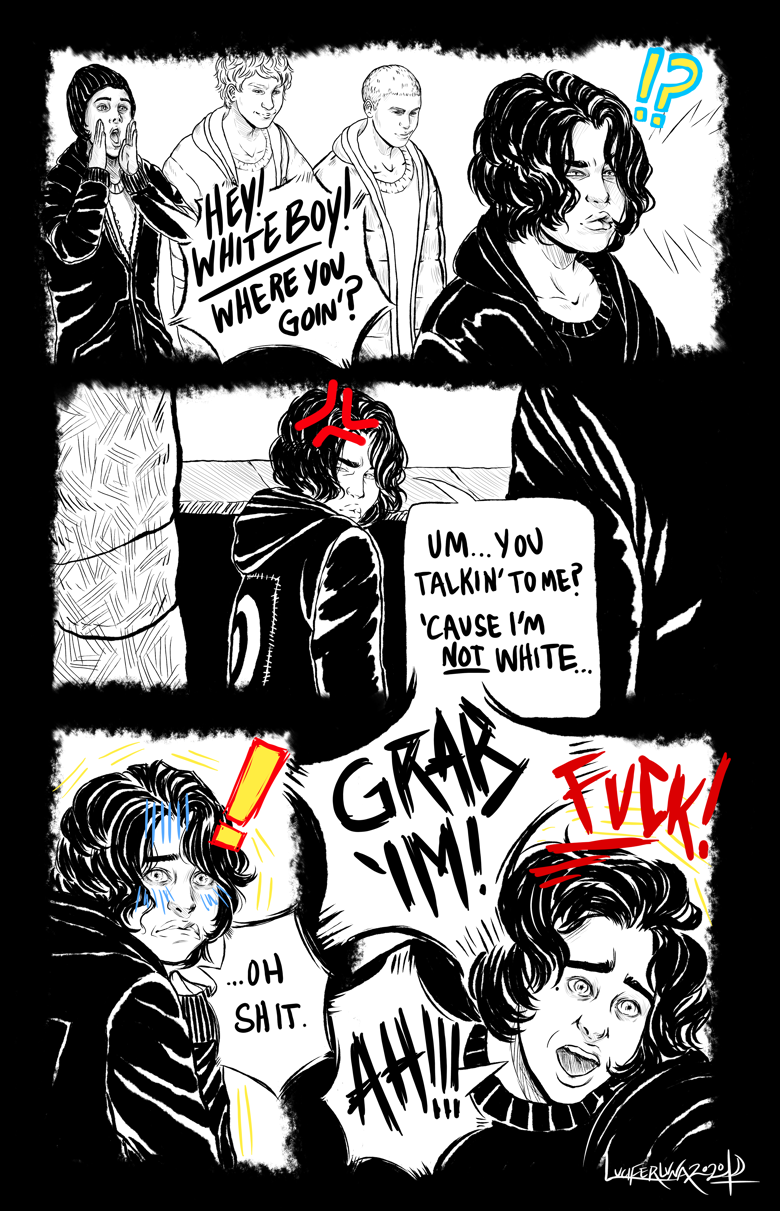 !?
HEY!
WHITE BOY!
WHERE YOU
GOIN'?
UM...YOU
TALKIN' TO ME?
'CAUSE I'M
NOT WHITE...
GRAB
'IM!
!
...OH
SHIT.
FUCK!
AH!!!
LUCIFERLUNA2020